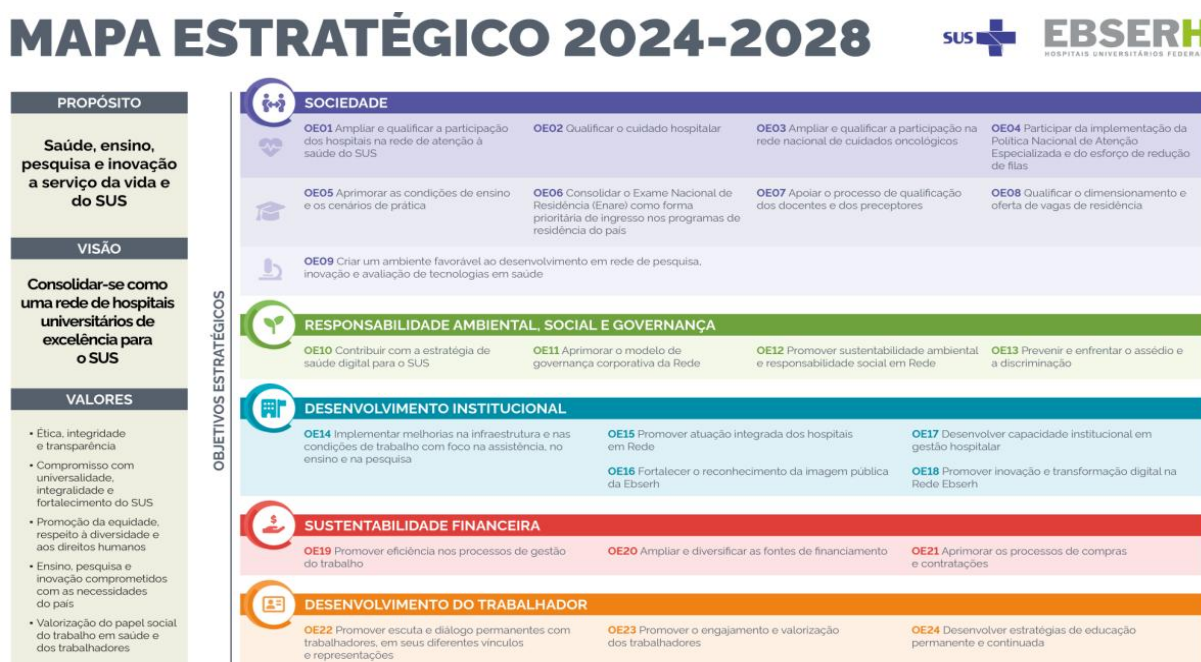 MAPA ESTRATÉGICO 2024-2028
SUS
EBSERH
HOSPITAIS UNIVERSITÁRIOS FEDERA
PROPÓSITO
Saúde, ensino,
pesquisa e inovação
a serviço da vida e
do SUS
VISÃO
Consolidar-se como
uma rede de hospitais
universitários de
excelência para
o SUS
VALORES
• Ética, integridade
e transparência
• Compromisso com
universalidade,
integralidade e
fortalecimento do SUS
• Promoção da equidade,
respeito à diversidade e
aos direitos humanos
• Ensino, pesquisa e
inovação comprometidos
com as necessidades
do país
• Valorização do papel social
do trabalho em saúde e
dos trabalhadores
OBJETIVOS ESTRATÉGICOS
SOCIEDADE
OE01 Ampliar e qualificar a participação
dos hospitais na rede de atenção à
saúde do SUS
OE02 Qualificar o cuidado hospitalar
OE03 Ampliar e qualificar a participação na
rede nacional de cuidados oncológicos
OE04 Participar da implementação da
Política Nacional de Atenção
Especializada e do esforço de redução
de filas
OE05 Aprimorar as condições de ensino
e os cenários de prática
OE06 Consolidar o Exame Nacional de
Residência (Enare) como forma
prioritária de ingresso nos programas de
residência do país
OE07 Apoiar o processo de qualificação
dos docentes e dos preceptores
OE08 Qualificar o dimensionamento e
oferta de vagas de residência
OE09 Criar um ambiente favorável ao desenvolvimento em rede de pesquisa,
inovação e avaliação de tecnologias em saúde
RESPONSABILIDADE AMBIENTAL, SOCIAL E GOVERNANÇA
OE10 Contribuir com a estratégia de
saúde digital para o SUS
OE11 Aprimorar o modelo de
governança corporativa da Rede
OE12 Promover sustentabilidade ambiental
e responsabilidade social em Rede
OE13 Prevenir e enfrentar o assédio e
a discriminação
DESENVOLVIMENTO INSTITUCIONAL
OE14 Implementar melhorias na infraestrutura e nas
condições de trabalho com foco na assistência, no
ensino e na pesquisa
OE15 Promover atuação integrada dos hospitais
em Rede
OE16 Fortalecer o reconhecimento da imagem pública
da Ebserh
OE17 Desenvolver capacidade institucional em
gestão hospitalar
OE18 Promover inovação e transformação digital na
Rede Ebserh
SUSTENTABILIDADE FINANCEIRA
OE19 Promover eficiência nos processos de gestão
do trabalho
OE20 Ampliar e diversificar as fontes de financiamento
OE21 Aprimorar os processos de compras
e contratações
DESENVOLVIMENTO DO TRABALHADOR
OE22 Promover escuta e diálogo permanentes com
trabalhadores, em seus diferentes vínculos
e representações
OE23 Promover o engajamento e valorização
dos trabalhadores
OE24 Desenvolver estratégias de educação
permanente e continuada